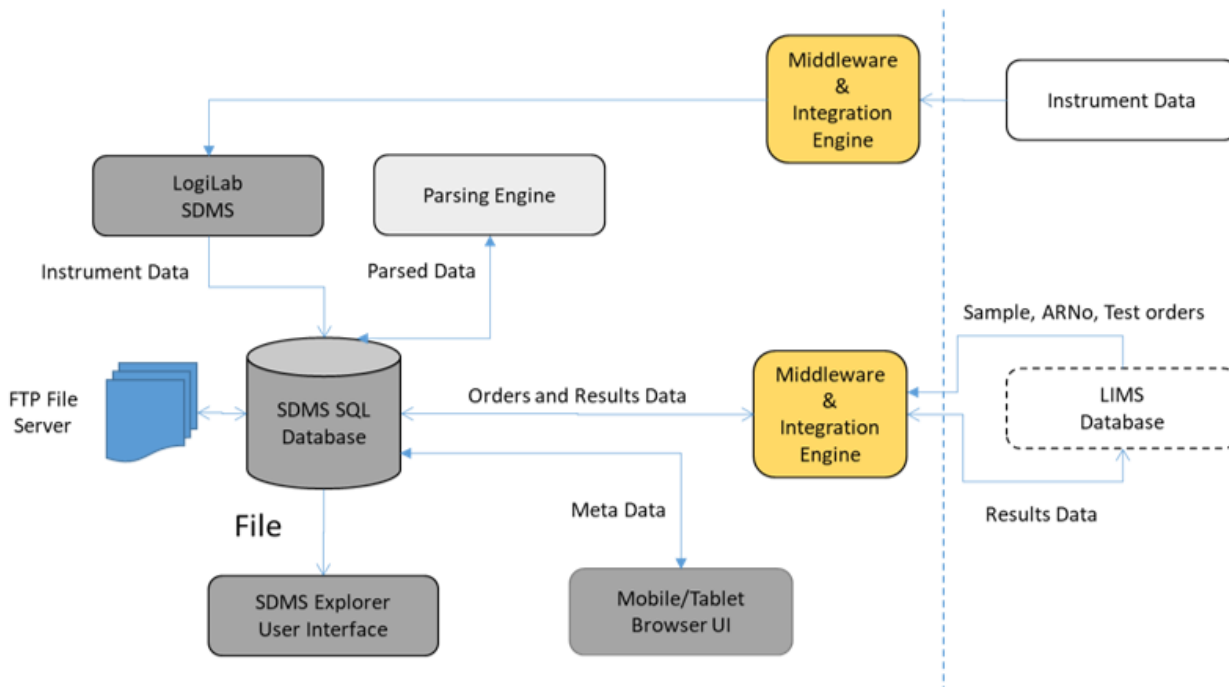 Middleware
&
Integration
Engine
Instrument Data
LogiLab
SDMS
Parsing Engine
Instrument Data
Parsed Data
Sample, ARNo, Test orders
FTP File
Server
SDMS SQL
Database
Orders and Results Data
Middleware
&
Integration
Engine
LIMS
Database
File
Meta Data
Results Data
SDMS Explorer
User Interface
Mobile/Tablet
Browser UI